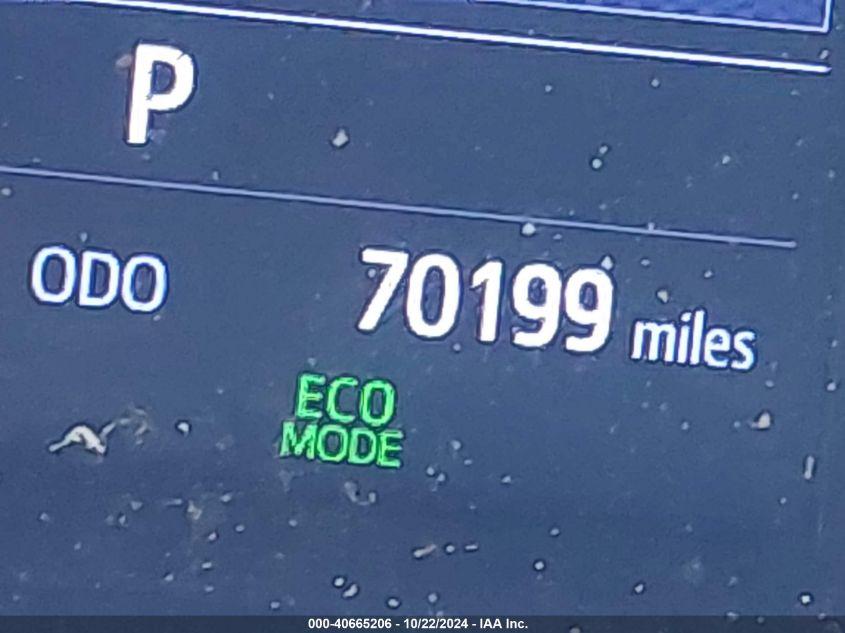 P
ODO 70199 miles
ECO
MODE
000-40665206 - 10/22/2024 - IAA Inc.